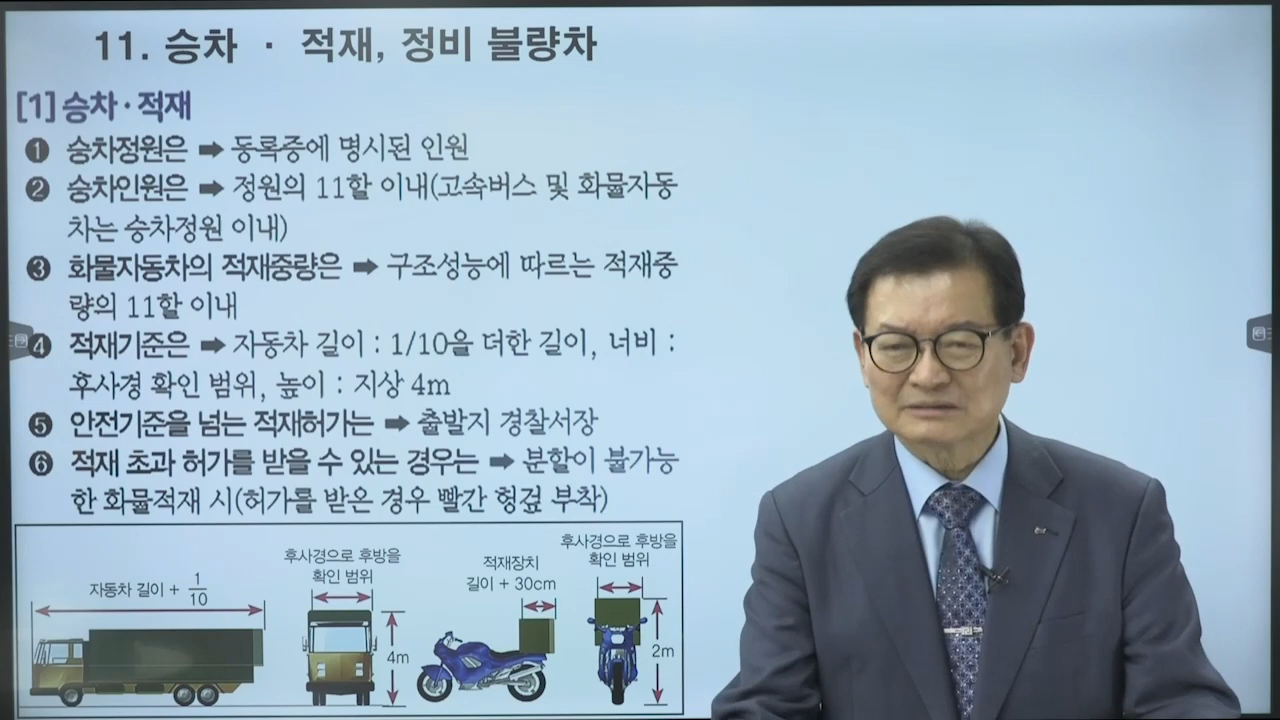 11. 승차 · 적재, 정비 불량차
[1] 승차·적재
❶ 승차정원은 ➡ 등록증에 명시된 인원
❷ 승차인원은 ➡ 정원의 11할 이내(고속버스 및 화물자동
차는 승차정원 이내)
❸ 화물자동차의 적재중량은 ➡ 구조성능에 따르는 적재중
량의 11할 이내
❹ 적재기준은 ➡ 자동차 길이 : 1/10을 더한 길이, 너비 :
후사경 확인 범위, 높이 : 지상 4m
❺ 안전기준을 넘는 적재허가는 ➡ 출발지 경찰서장
❻ 적재 초과 허가를 받을 수 있는 경우는 ➡ 분할이 불가능
한 화물적재 시(허가를 받은 경우 빨간 헝겊 부착)
자동차 길이 + 1/10
후사경으로 후방을
확인 범위
4m
적재장치
길이 + 30cm
후사경으로 후방을
확인 범위
2m